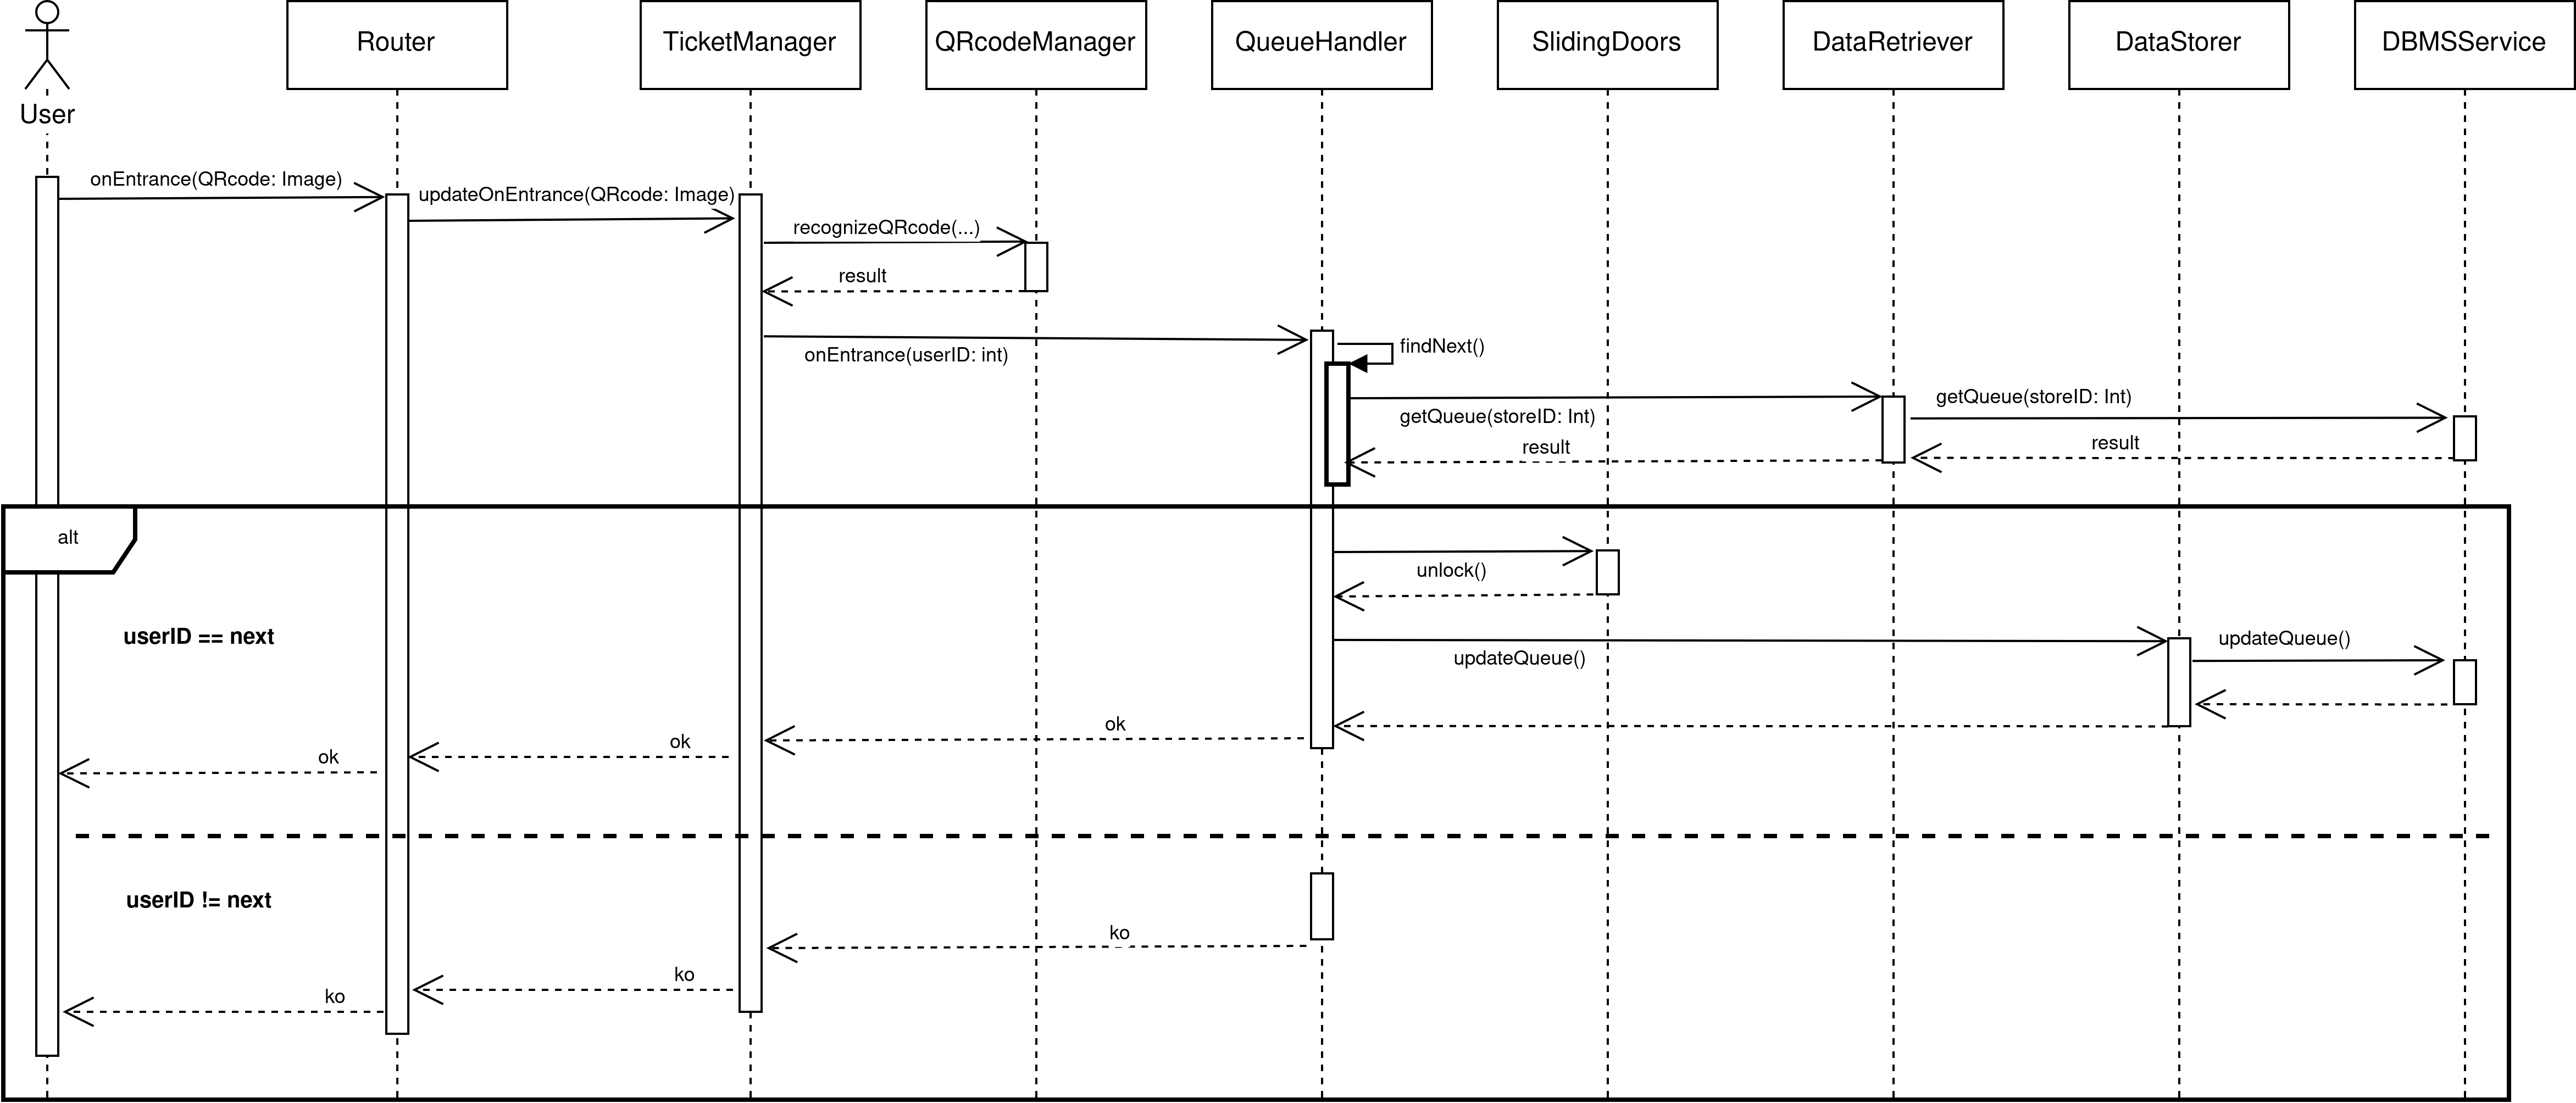 User
Router
TicketManager
QRcodeManager
QueueHandler
SlidingDoors
DataRetriever
DataStorer
DBMSService
onEntrance(QRcode: Image)
updateOnEntrance(QRcode: Image)
recognizeQRcode(...)
result
onEntrance(userID: int)
findNext()
getQueue(storeID: Int)
getQueue(storeID: Int)
result
result
alt
unlock()
userID == next
updateQueue()
updateQueue()
ok
ok
ok
userID != next
ko
ko
ko